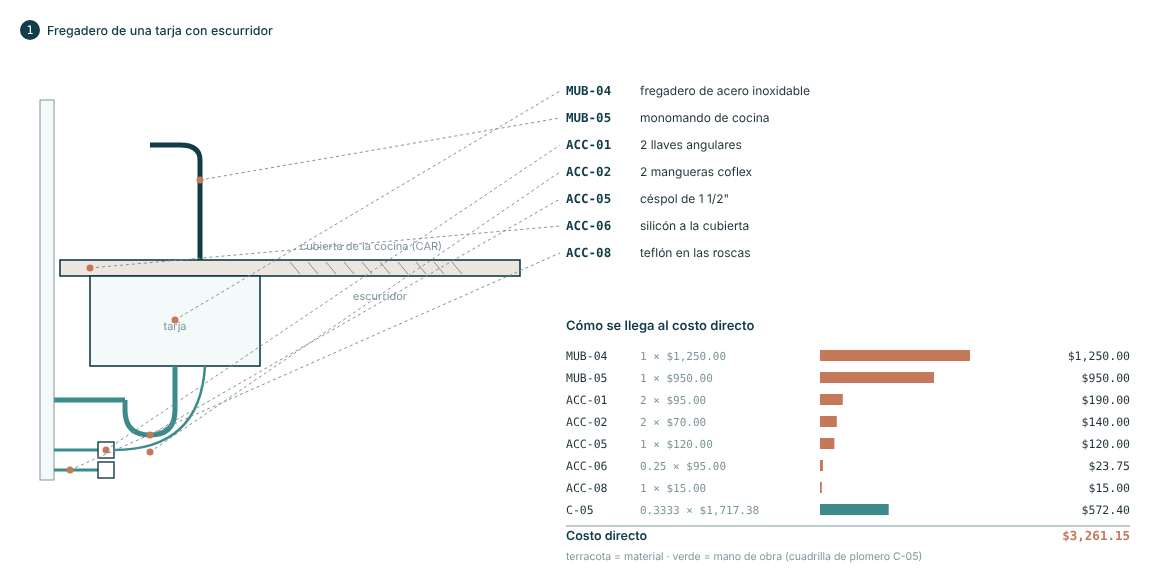 1 Fregadero de una tarja con escurridor
MUB-04 fregadero de acero inoxidable
MUB-05 monomando de cocina
ACC-01 2 llaves angulares
ACC-02 2 mangueras coflex
ACC-05 céspol de 1 1/2"
ACC-06 silicón a la cubierta
ACC-08 teflón en las roscas
cubierta de la cocina (CAR)
escurridor
tarja
Cómo se llega al costo directo
MUB-04 1 × $1,250.00 $1,250.00
MUB-05 1 × $950.00 $950.00
ACC-01 2 × $95.00 $190.00
ACC-02 2 × $70.00 $140.00
ACC-05 1 × $120.00 $120.00
ACC-06 0.25 × $95.00 $23.75
ACC-08 1 × $15.00 $15.00
C-05 0.3333 × $1,717.38 $572.40
Costo directo $3,261.15
terracota = material · verde = mano de obra (cuadrilla de plomero C-05)